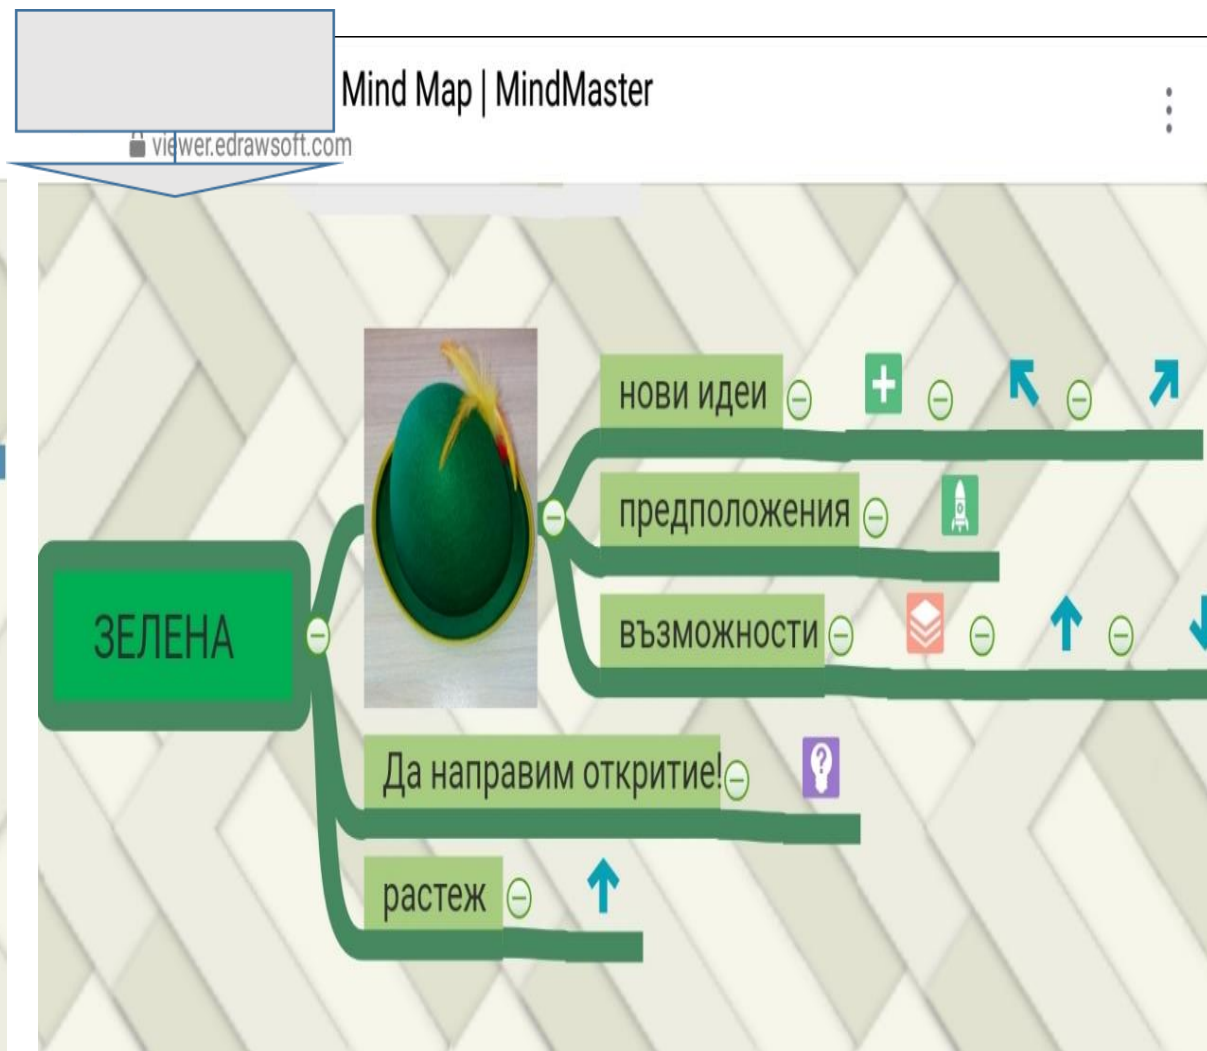 Mind Map | MindMaster
viewer.edrawsoft.com
нови идеи
предположения
възможности
ЗЕЛЕНА
Да направим откритие!
растеж